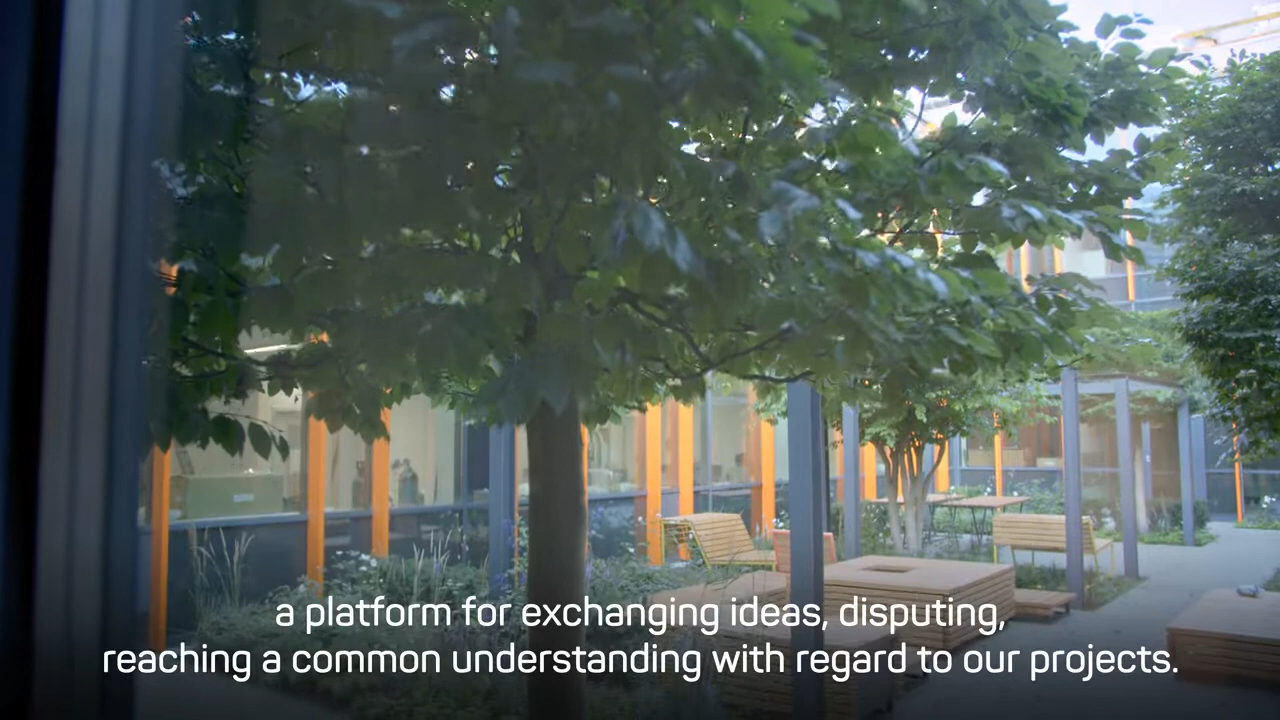 a platform for exchanging ideas, disputing,
reaching a common understanding with regard to our projects.